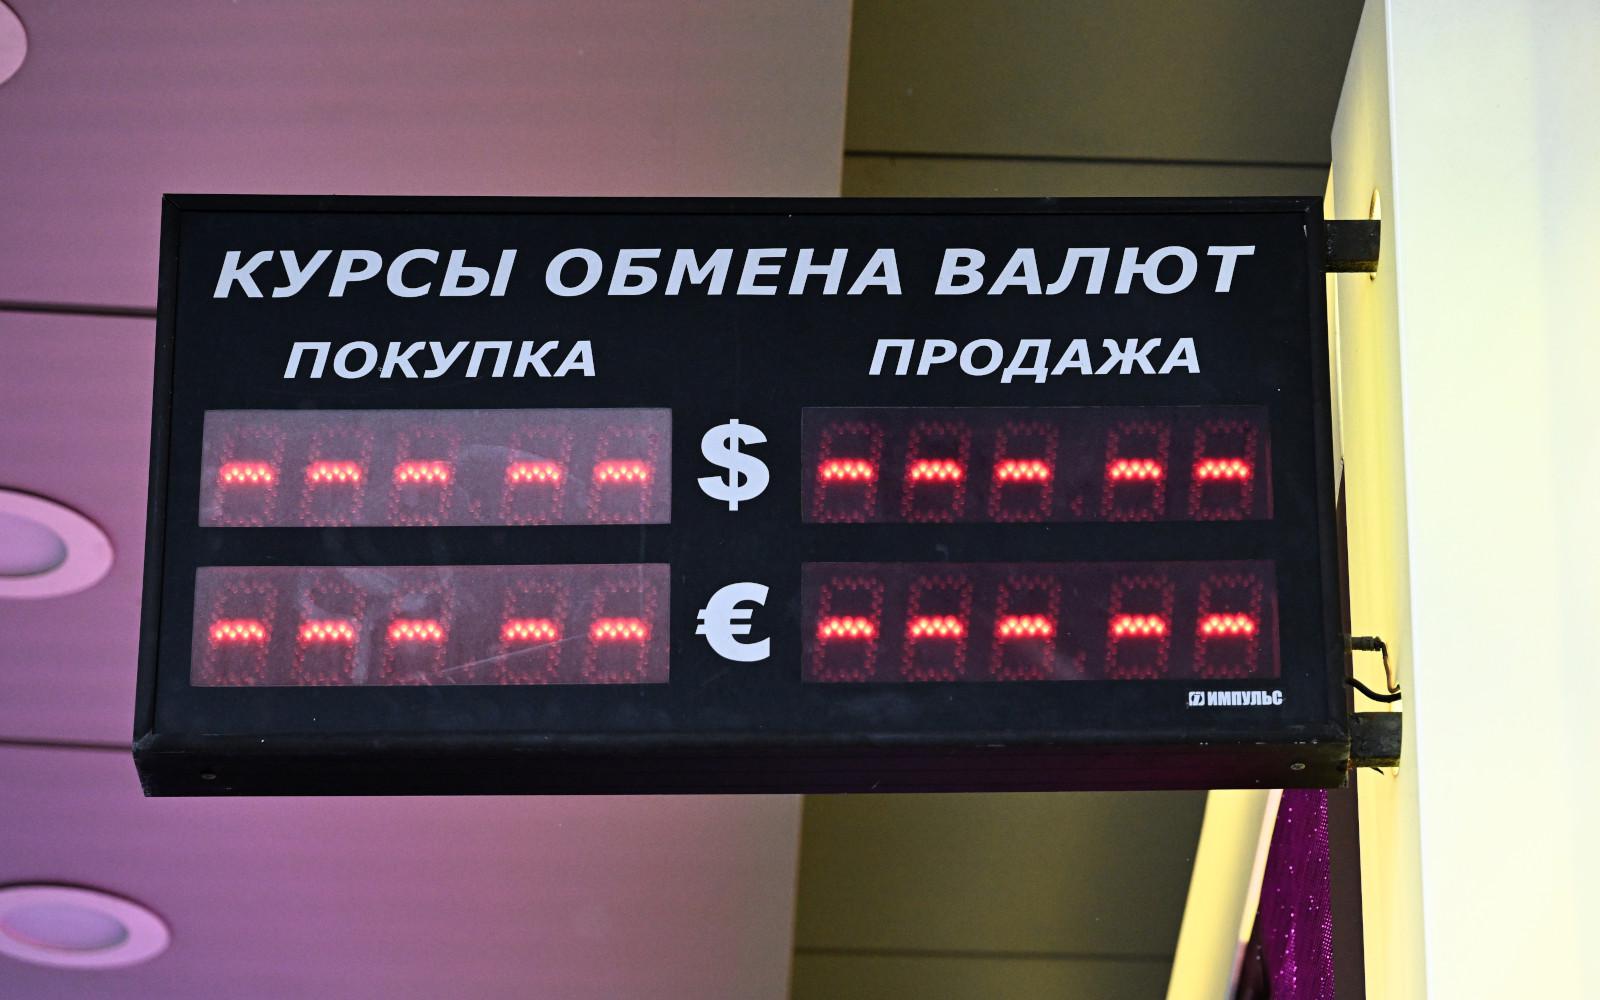 КУРСЫ ОБМЕНА ВАЛЮТ
ПОКУПКА ПРОДАЖА
--- -- $ --- --
--- -- € --- --
ИМПУЛЬС